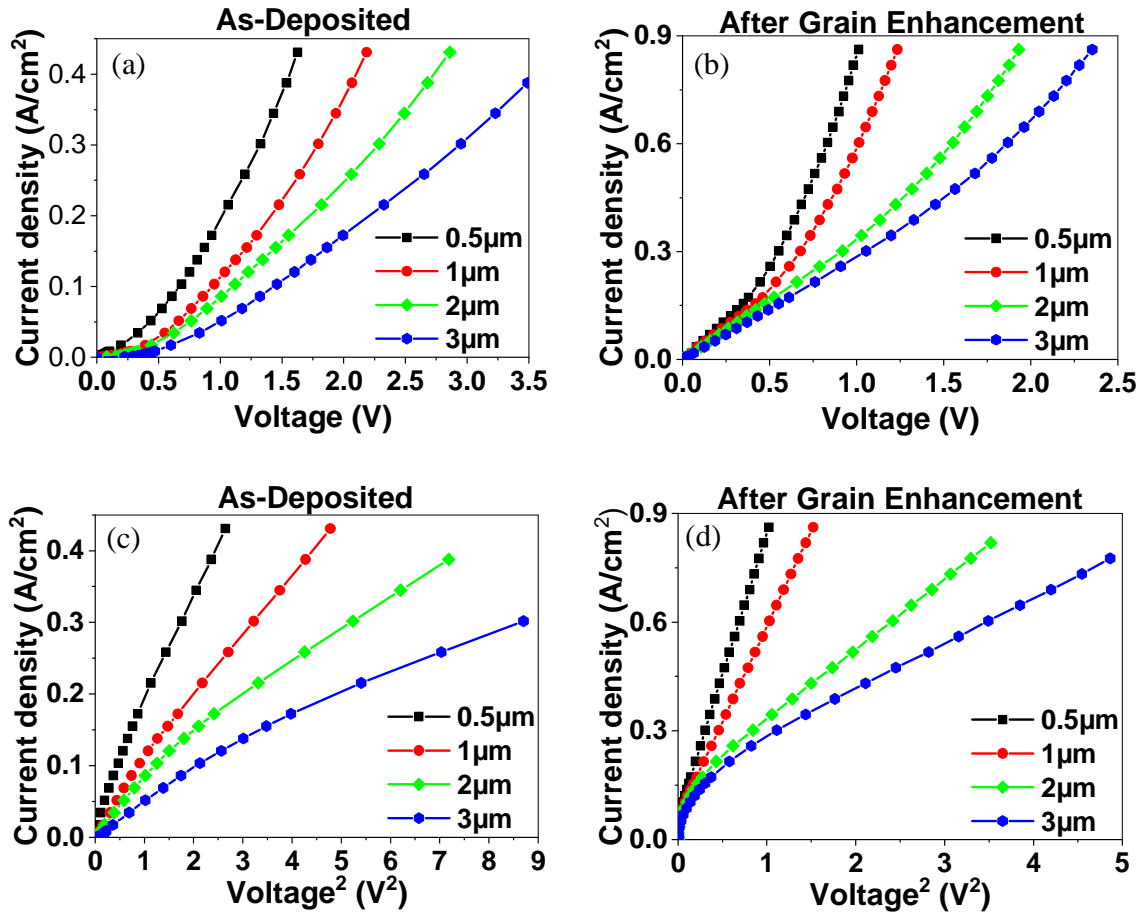 As-Deposited
(a)
Current density (A/cm²)
0.4
0.3
0.2
0.1
0.0
0.0 0.5 1.0 1.5 2.0 2.5 3.0 3.5
Voltage (V)
0.5μm
1μm
2μm
3μm
After Grain Enhancement
(b)
Current density (A/cm²)
0.9
0.6
0.3
0.0
0.0 0.5 1.0 1.5 2.0 2.5
Voltage (V)
0.5μm
1μm
2μm
3μm
As-Deposited
(c)
Current density (A/cm²)
0.4
0.3
0.2
0.1
0.0
0 1 2 3 4 5 6 7 8 9
Voltage² (V²)
0.5μm
1μm
2μm
3μm
After Grain Enhancement
(d)
Current density (A/cm²)
0.9
0.6
0.3
0.0
0 1 2 3 4 5
Voltage² (V²)
0.5μm
1μm
2μm
3μm